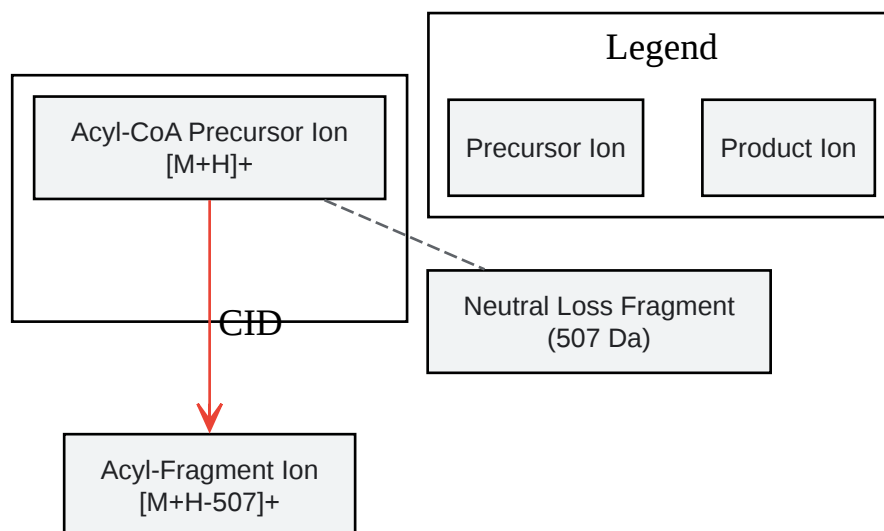 Legend
Acyl-CoA Precursor Ion
[M+H]+
Precursor Ion
Product Ion
CID
Neutral Loss Fragment
(507 Da)
Acyl-Fragment Ion
[M+H-507]+